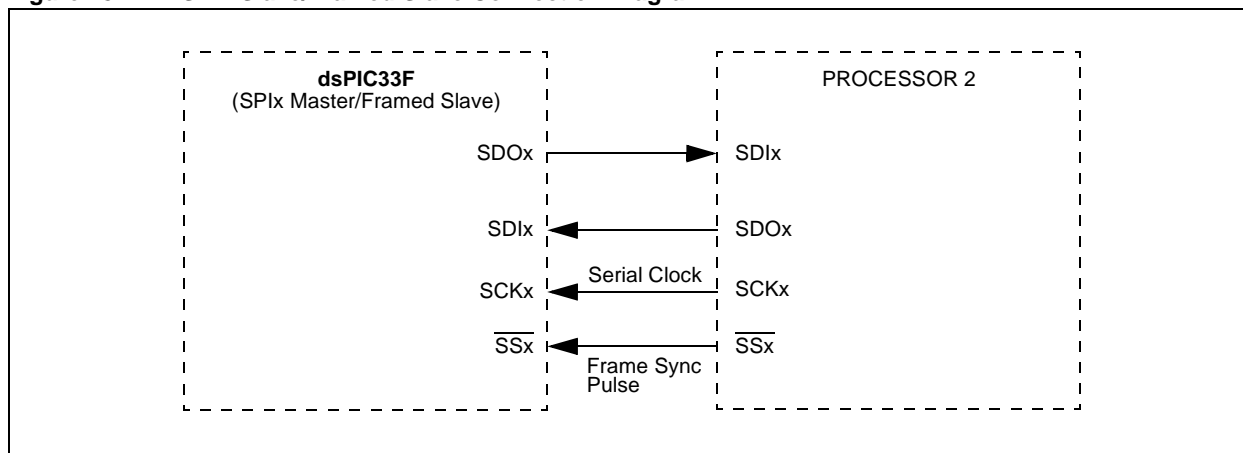 dsPIC33F
(SPIx Master/Framed Slave)
PROCESSOR 2
SDOx
SDIx
SDIx
SDOx
SCKx
Serial Clock
SCKx
SSx
Frame Sync
Pulse
SSx